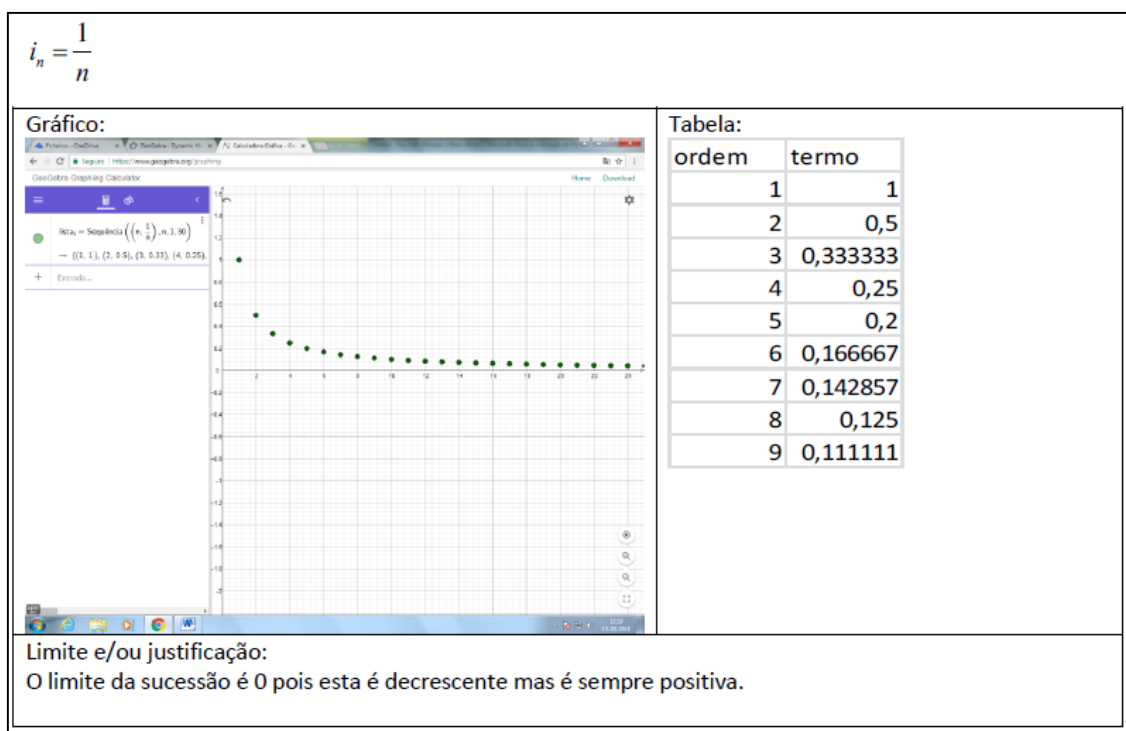 i_n = 1/n
Gráfico:
Tabela:
GeoGebra Graphing Calculator
Home Download
lista₁ = Sequência((n, 1/n), n, 1, 30)
→ {(1, 1), (2, 0.5), (3, 0.33), (4, 0.25),
+ Entrada...
ordem termo
1 1
2 0,5
3 0,333333
4 0,25
5 0,2
6 0,166667
7 0,142857
8 0,125
9 0,111111
Limite e/ou justificação:
O limite da sucessão é 0 pois esta é decrescente mas é sempre positiva.